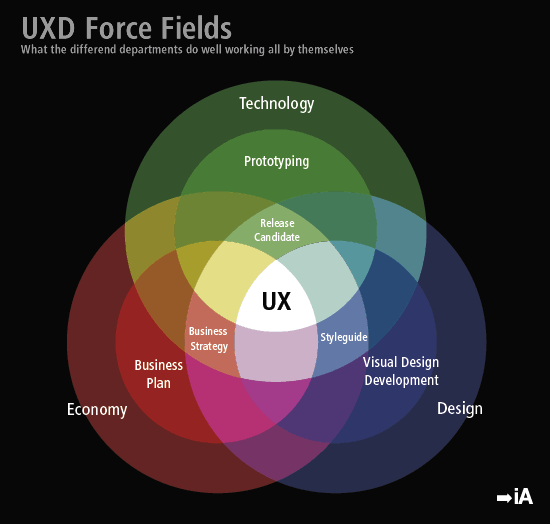 UXD Force Fields
What the differend departments do well working all by themselves
Technology
Prototyping
Release
Candidate
UX
Business
Strategy
Styleguide
Business
Plan
Visual Design
Development
Economy
Design
➡iA